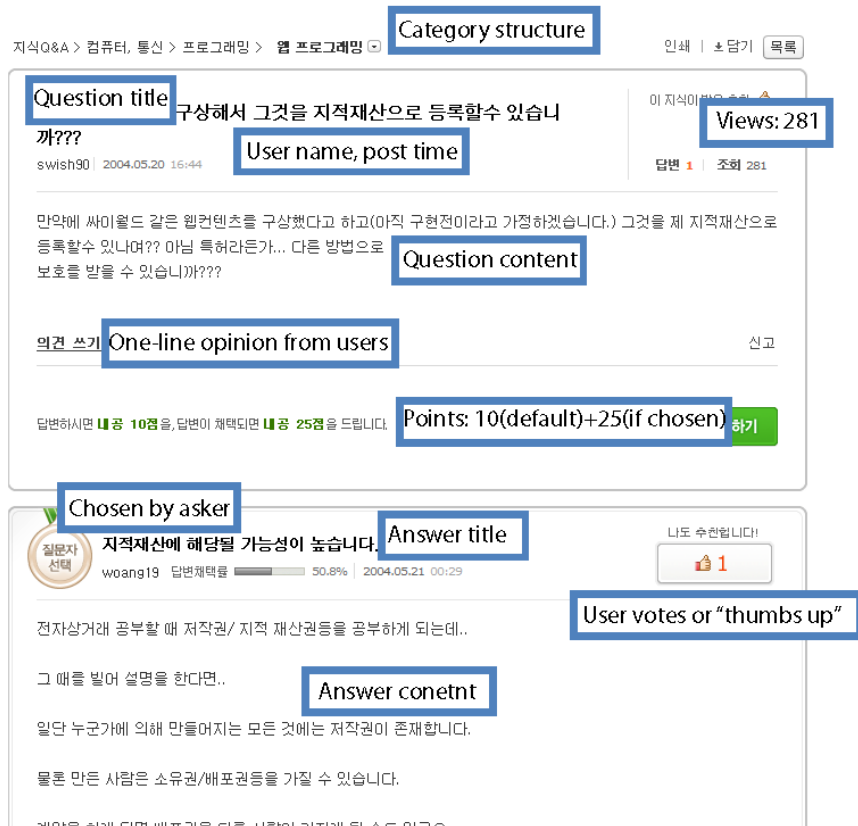 Category structure
지식Q&A > 컴퓨터, 통신 > 프로그래밍 > 웹 프로그래밍
인쇄 | 담기 목록
Question title 구상해서 그것을 지적재산으로 등록할수 있습니
까???
이 지식이
Views: 281
swish90 | 2004.05.20 16:44
User name, post time
답변 1 | 조회 281
만약에 싸이월드 같은 웹컨텐츠를 구상했다고 하고(아직 구현전이라고 가정하겠습니다.) 그것을 제 지적재산으로
등록할수 있나여?? 아님 특허라든가... 다른 방법으로
보호를 받을 수 있습니까???
Question content
의견 쓰기 One-line opinion from users 신고
답변하시면 내공 10점을, 답변이 채택되면 내공 25점을 드립니다.
Points: 10(default)+25(if chosen) 하기
Chosen by asker
질문자
선택
지적재산에 해당될 가능성이 높습니다.
Answer title
나도 추천합니다!
1
woang19 답변채택률 50.8% | 2004.05.21 00:29
User votes or “thumbs up”
전자상거래 공부할 때 저작권/ 지적 재산권등을 공부하게 되는데..
그 때를 빌어 설명을 한다면..
Answer conetnt
일단 누군가에 의해 만들어지는 모든 것에는 저작권이 존재합니다.
물론 만든 사람은 소유권/배포권등을 가질 수 있습니다.